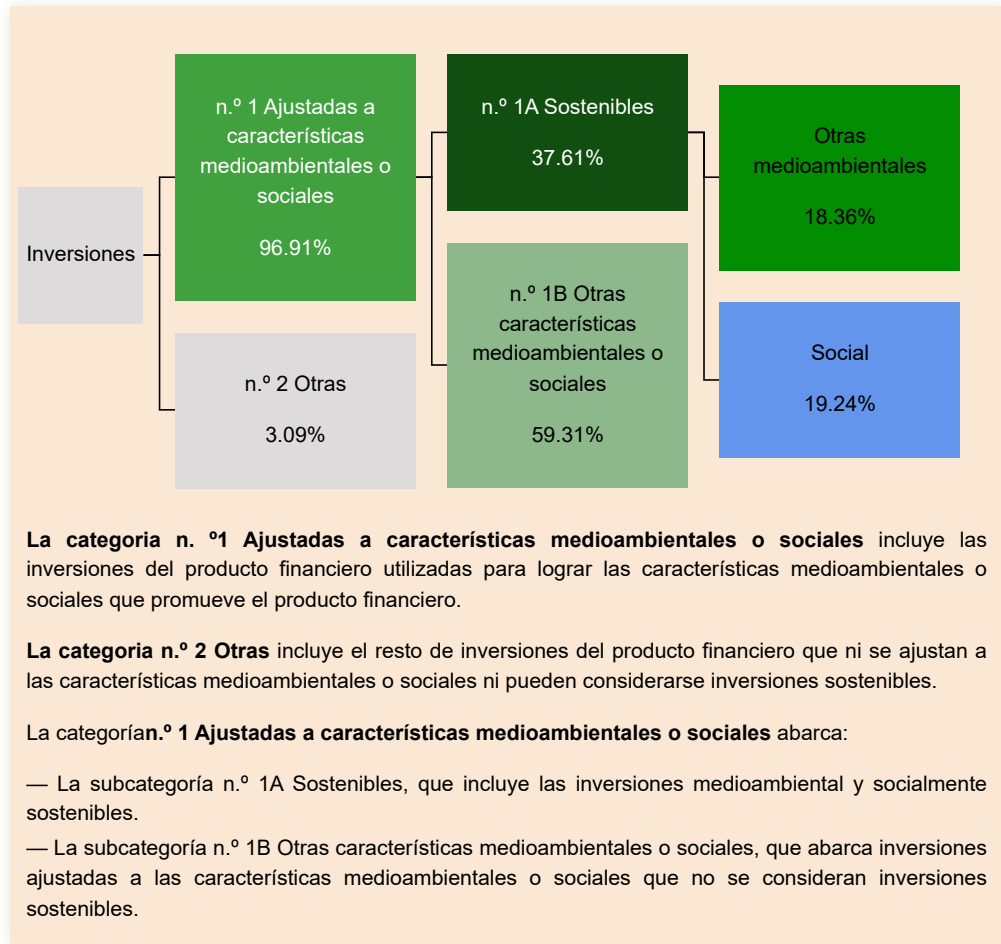 Inversiones
n.º 1 Ajustadas a
características
medioambientales o
sociales
96.91%
n.º 2 Otras
3.09%
n.º 1A Sostenibles
37.61%
n.º 1B Otras
características
medioambientales o
sociales
59.31%
Otras
medioambientales
18.36%
Social
19.24%
La categoria n. º1 Ajustadas a características medioambientales o sociales incluye las
inversiones del producto financiero utilizadas para lograr las características medioambientales o
sociales que promueve el producto financiero.
La categoria n.º 2 Otras incluye el resto de inversiones del producto financiero que ni se ajustan a
las características medioambientales o sociales ni pueden considerarse inversiones sostenibles.
La categorían.º 1 Ajustadas a características medioambientales o sociales abarca:
— La subcategoría n.º 1A Sostenibles, que incluye las inversiones medioambiental y socialmente
sostenibles.
— La subcategoría n.º 1B Otras características medioambientales o sociales, que abarca inversiones
ajustadas a las características medioambientales o sociales que no se consideran inversiones
sostenibles.